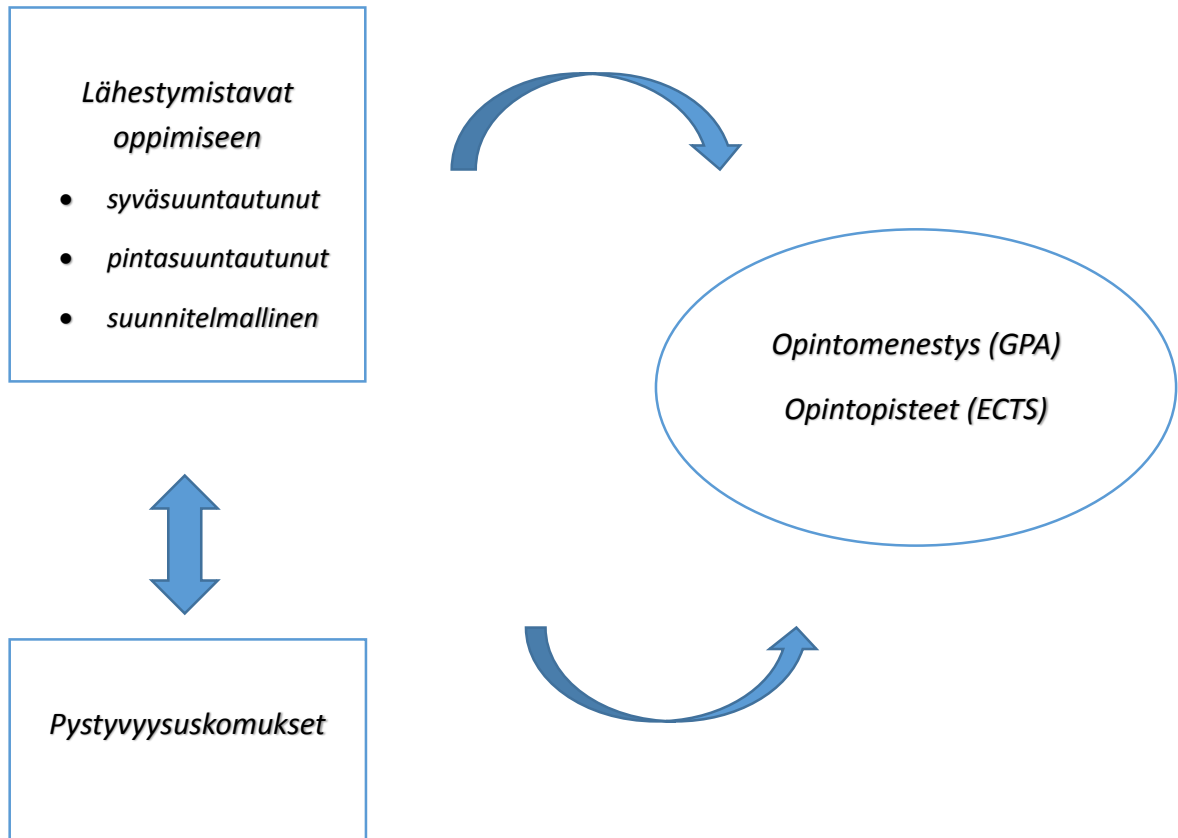 Lähestymistavat
oppimiseen
• syväsuuntautunut
• pintasuuntautunut
• suunnitelmallinen
Opintomenestys (GPA)
Opintopisteet (ECTS)
Pystyvyysuskomukset